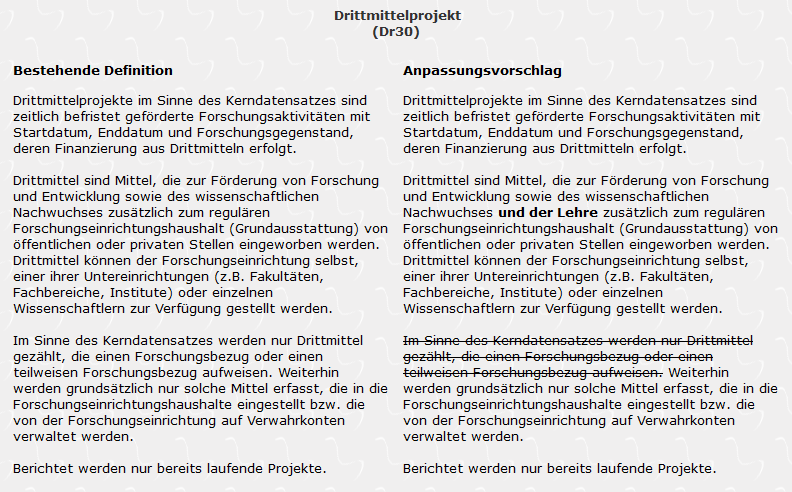 Drittmittelprojekt
(Dr30)
Bestehende Definition
Drittmittelprojekte im Sinne des Kerndatensatzes sind
zeitlich befristet geförderte Forschungsaktivitäten mit
Startdatum, Enddatum und Forschungsgegenstand,
deren Finanzierung aus Drittmitteln erfolgt.
Drittmittel sind Mittel, die zur Förderung von Forschung
und Entwicklung sowie des wissenschaftlichen
Nachwuchses zusätzlich zum regulären
Forschungseinrichtungshaushalt (Grundausstattung) von
öffentlichen oder privaten Stellen eingeworben werden.
Drittmittel können der Forschungseinrichtung selbst,
einer ihrer Untereinrichtungen (z.B. Fakultäten,
Fachbereiche, Institute) oder einzelnen
Wissenschaftlern zur Verfügung gestellt werden.
Im Sinne des Kerndatensatzes werden nur Drittmittel
gezählt, die einen Forschungsbezug oder einen
teilweisen Forschungsbezug aufweisen. Weiterhin
werden grundsätzlich nur solche Mittel erfasst, die in die
Forschungseinrichtungshaushalte eingestellt bzw. die
von der Forschungseinrichtung auf Verwahrkonten
verwaltet werden.
Berichtet werden nur bereits laufende Projekte.
Anpassungsvorschlag
Drittmittelprojekte im Sinne des Kerndatensatzes sind
zeitlich befristet geförderte Forschungsaktivitäten mit
Startdatum, Enddatum und Forschungsgegenstand,
deren Finanzierung aus Drittmitteln erfolgt.
Drittmittel sind Mittel, die zur Förderung von Forschung
und Entwicklung sowie des wissenschaftlichen
Nachwuchses und der Lehre zusätzlich zum regulären
Forschungseinrichtungshaushalt (Grundausstattung) von
öffentlichen oder privaten Stellen eingeworben werden.
Drittmittel können der Forschungseinrichtung selbst,
einer ihrer Untereinrichtungen (z.B. Fakultäten,
Fachbereiche, Institute) oder einzelnen
Wissenschaftlern zur Verfügung gestellt werden.
Im Sinne des Kerndatensatzes werden nur Drittmittel
gezählt, die einen Forschungsbezug oder einen
teilweisen Forschungsbezug aufweisen. Weiterhin
werden grundsätzlich nur solche Mittel erfasst, die in die
Forschungseinrichtungshaushalte eingestellt bzw. die
von der Forschungseinrichtung auf Verwahrkonten
verwaltet werden.
Berichtet werden nur bereits laufende Projekte.